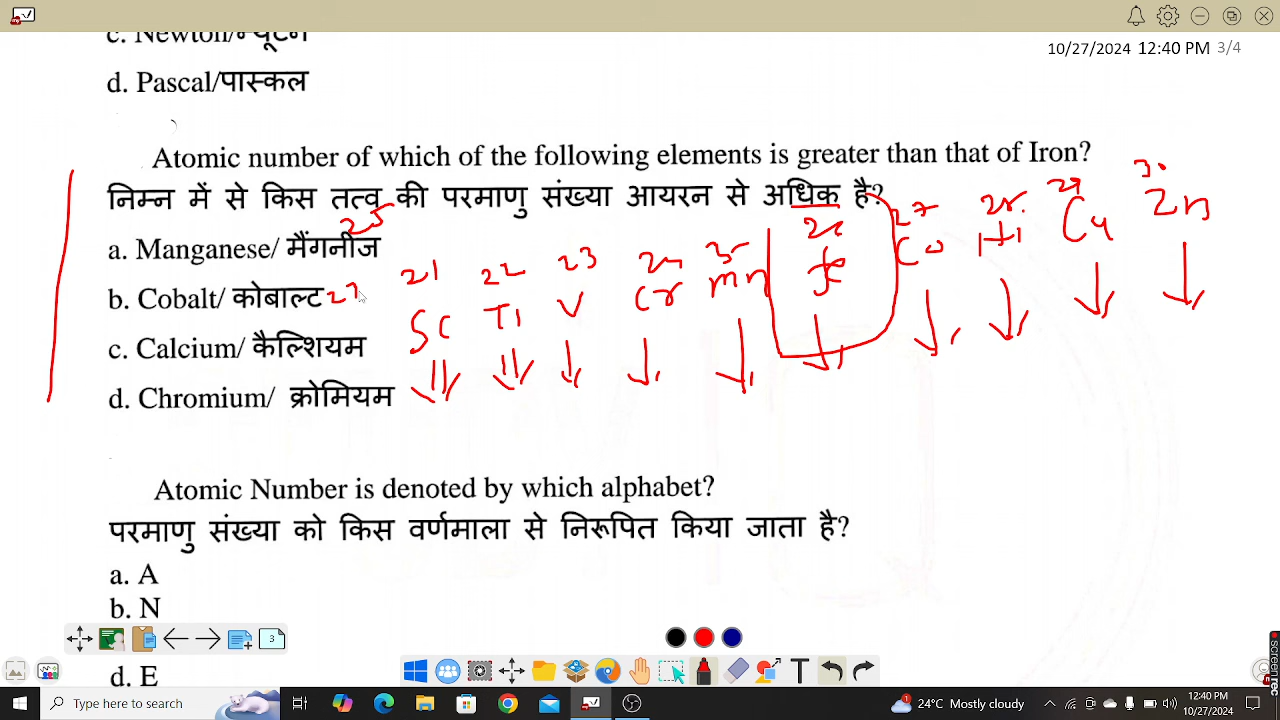 c. Newton/न्यूटन
10/27/2024 12:40 PM 3/4
d. Pascal/पास्कल
Atomic number of which of the following elements is greater than that of Iron?
निम्न में से किस तत्व की परमाणु संख्या आयरन से अधिक है?
a. Manganese/ मैंगनीज 25
b. Cobalt/ कोबाल्ट 27
c. Calcium/ कैल्शियम
d. Chromium/ क्रोमियम
21 22 23 24 25 26 27 28 29 30
Sc Ti V Cr Mn Fe Co Ni Cu Zn
Atomic Number is denoted by which alphabet?
परमाणु संख्या को किस वर्णमाला से निरूपित किया जाता है?
a. A
b. N
d. E
3
Type here to search
24°C Mostly cloudy
12:40 PM
10/27/2024